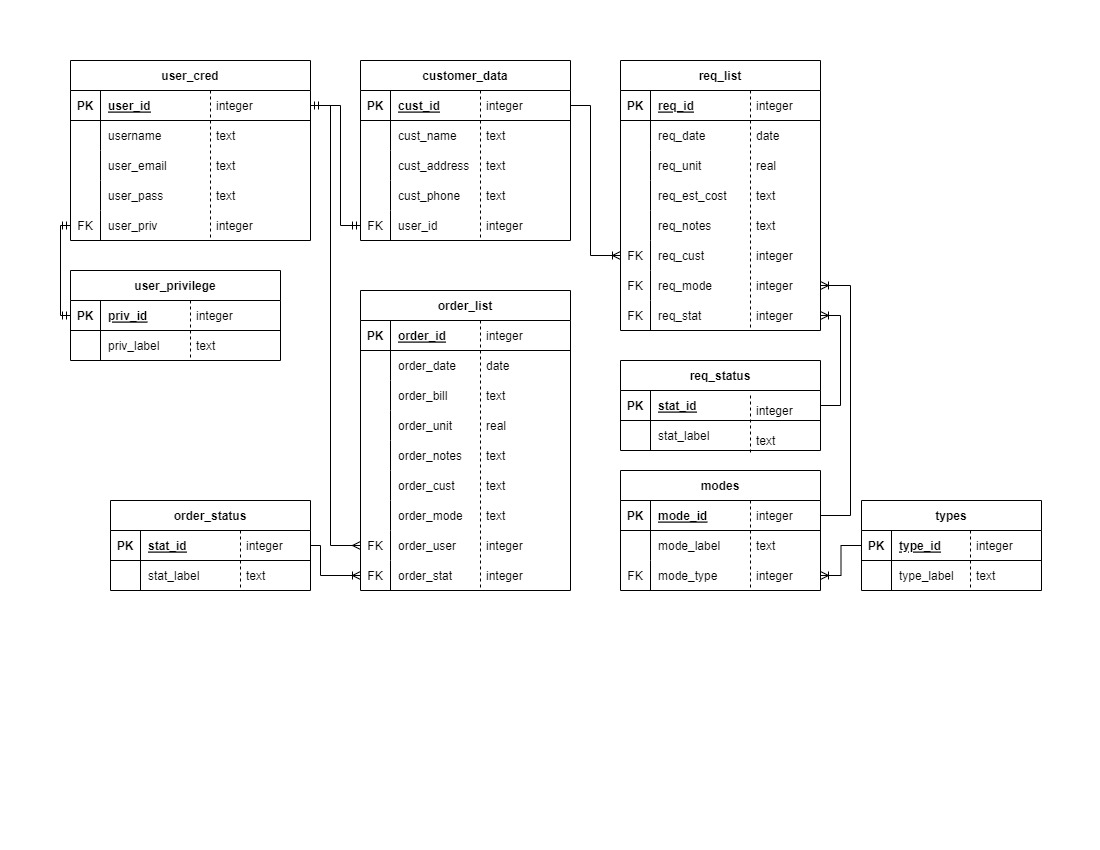 user_cred
PK user_id integer
username text
user_email text
user_pass text
FK user_priv integer
customer_data
PK cust_id integer
cust_name text
cust_address text
cust_phone text
FK user_id integer
req_list
PK req_id integer
req_date date
req_unit real
req_est_cost text
req_notes text
FK req_cust integer
FK req_mode integer
FK req_stat integer
user_privilege
PK priv_id integer
priv_label text
order_list
PK order_id integer
order_date date
order_bill text
order_unit real
order_notes text
order_cust text
order_mode text
FK order_user integer
FK order_stat integer
req_status
PK stat_id integer
stat_label text
order_status
PK stat_id integer
stat_label text
modes
PK mode_id integer
mode_label text
FK mode_type integer
types
PK type_id integer
type_label text